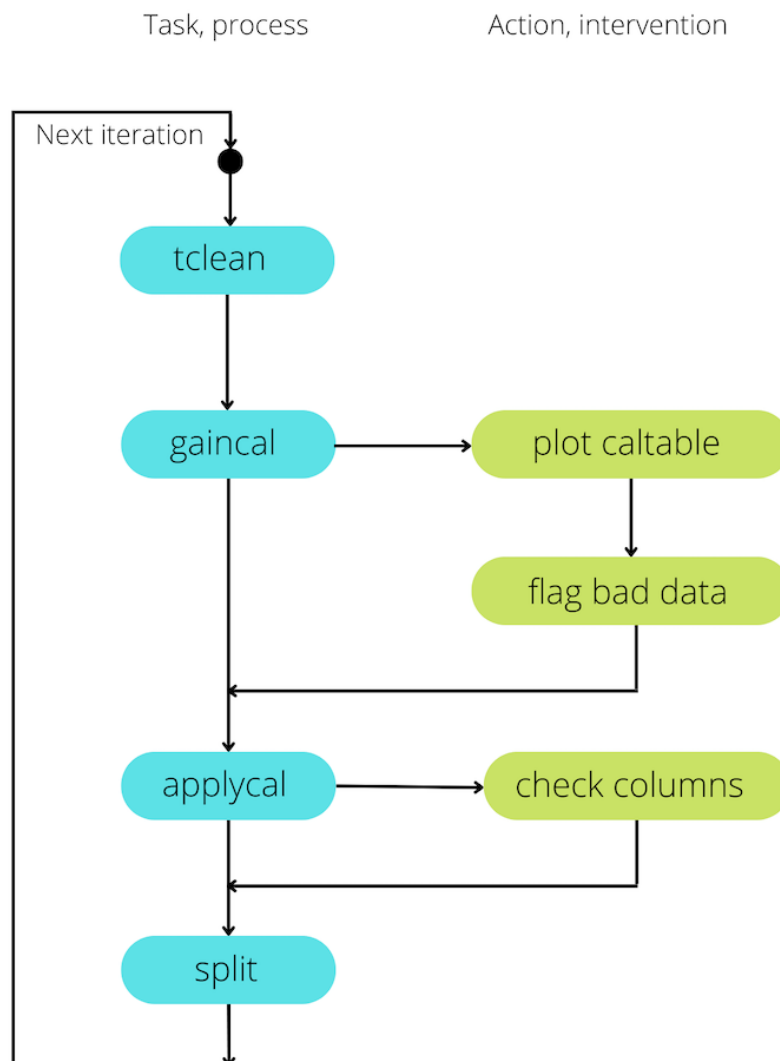 Task, process
Action, intervention
Next iteration
tclean
gaincal
plot caltable
flag bad data
applycal
check columns
split